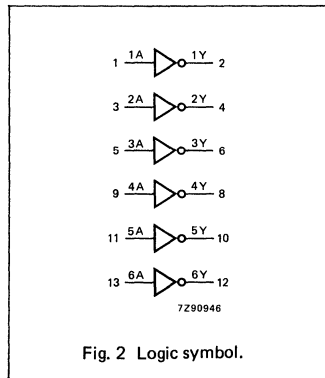 1 1A 1Y 2
3 2A 2Y 4
5 3A 3Y 6
9 4A 4Y 8
11 5A 5Y 10
13 6A 6Y 12
7Z90946
Fig. 2 Logic symbol.